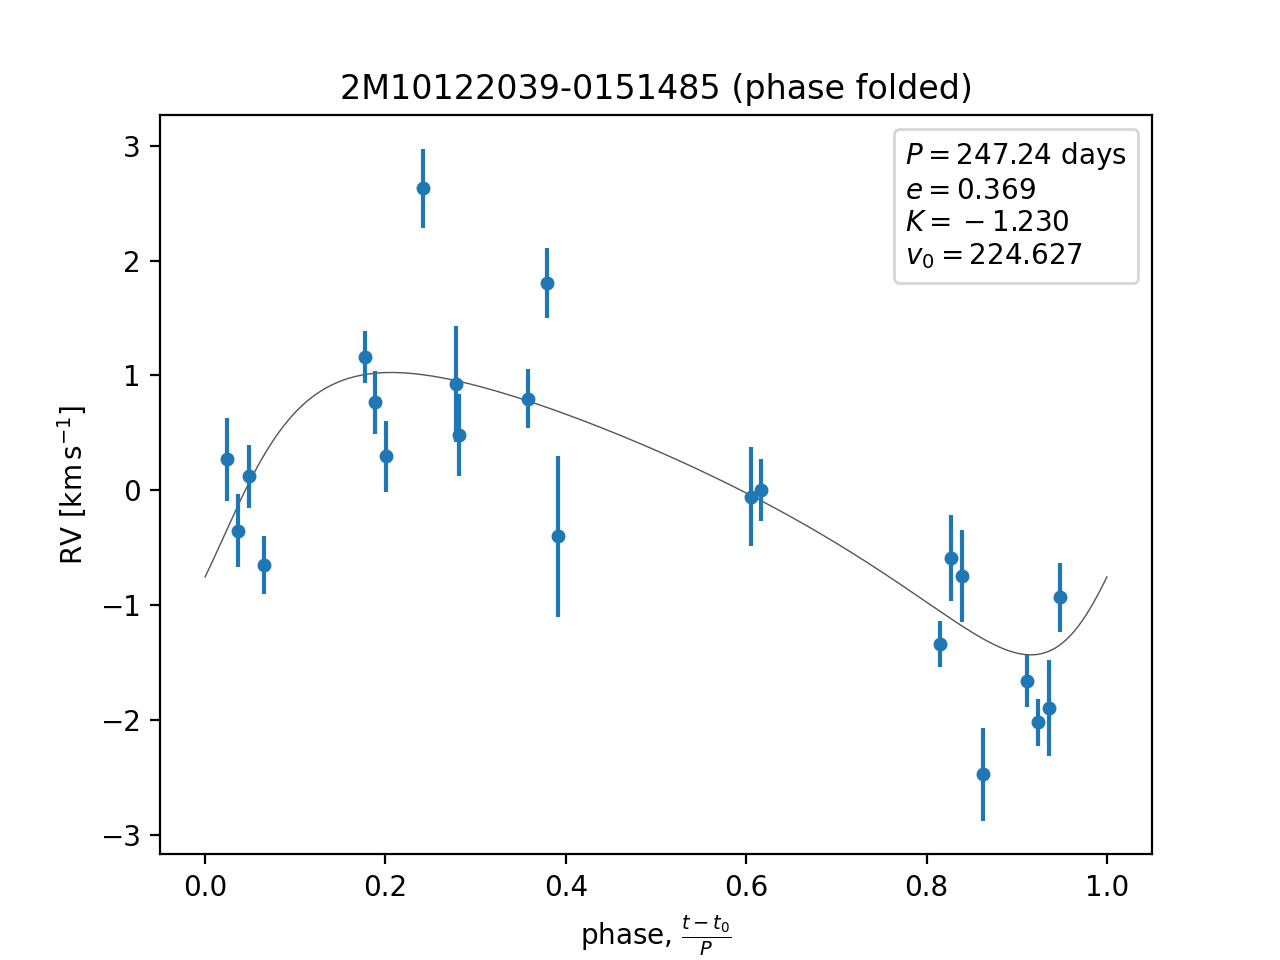 2M10122039-0151485 (phase folded)
P = 247.24 days
e = 0.369
K = −1.230
v₀ = 224.627
3
2
1
0
−1
−2
−3
RV [km s⁻¹]
0.0 0.2 0.4 0.6 0.8 1.0
phase, (t − t₀)/P